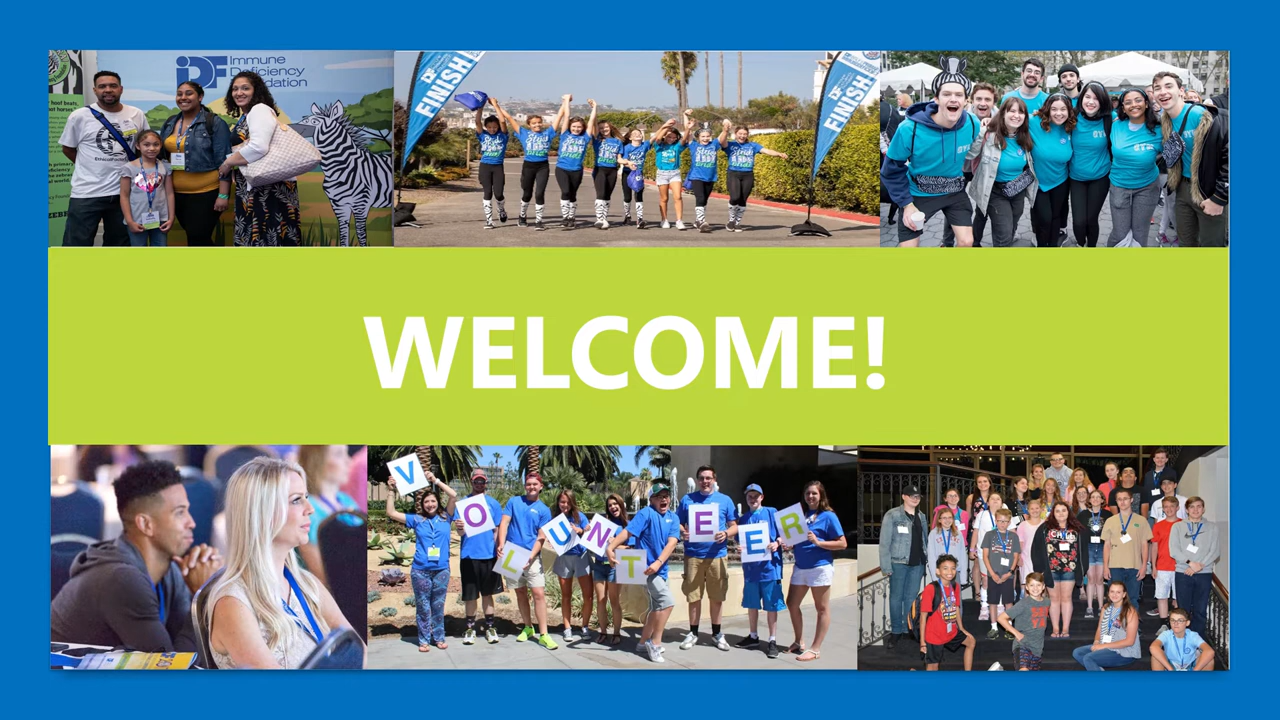 IDF Immune
Deficiency
Foundation
FINISH!
FINISH!
WELCOME!
V O L U N T E E R